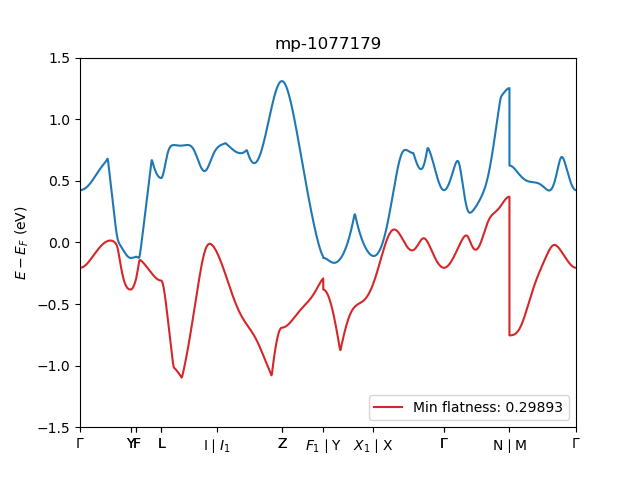 mp-1077179
1.5
1.0
0.5
0.0
−0.5
−1.0
−1.5
E − E_F (eV)
Min flatness: 0.29893
Γ Y F L I | I₁ Z F₁ | Y X₁ | X Γ N | M Γ